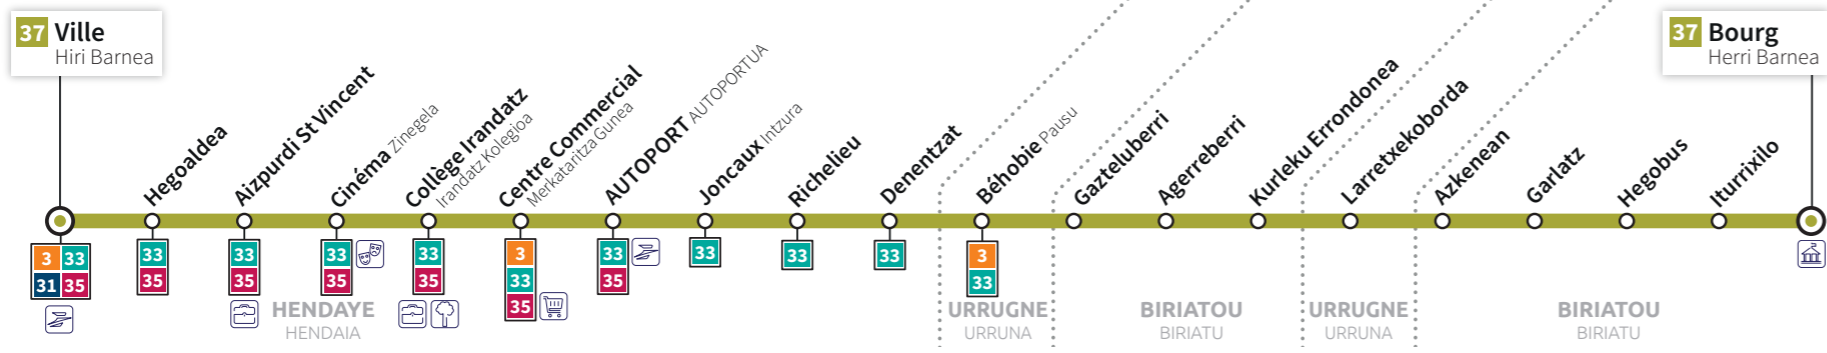 37 Ville
Hiri Barnea
Hegoaldea
Aizpurdi St Vincent
Cinéma Zinegela
Collège Irandatz
Irandatz Kolegioa
Centre Commercial
Merkataritza Gunea
AUTOPORT AUTOPORTUA
Joncaux Intzura
Richelieu
Denentzat
Béhobie Pausu
Gazteluberri
Agerreberri
Kurleku Errondonea
Larretxekoborda
Azkenean
Garlatz
Hegobus
Iturrixilo
37 Bourg
Herri Barnea
3 33
31 35
33
35
33
35
33
35
33
35
3
33
35
33
35
33
33
33
3
33
HENDAYE
HENDAIA
URRUGNE
URRUNA
BIRIATOU
BIRIATU
URRUGNE
URRUNA
BIRIATOU
BIRIATU